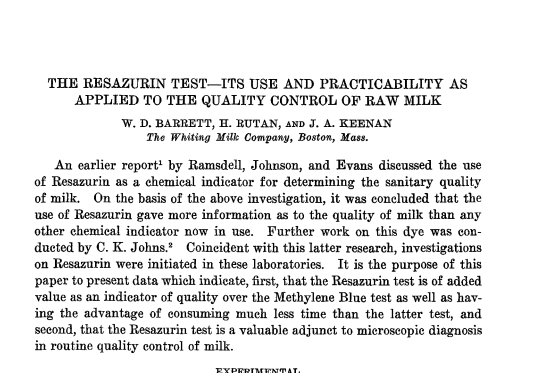 THE RESAZURIN TEST—ITS USE AND PRACTICABILITY AS
APPLIED TO THE QUALITY CONTROL OF RAW MILK
W. D. BARRETT, H. RUTAN, AND J. A. KEENAN
The Whiting Milk Company, Boston, Mass.
An earlier report¹ by Ramsdell, Johnson, and Evans discussed the use
of Resazurin as a chemical indicator for determining the sanitary quality
of milk. On the basis of the above investigation, it was concluded that the
use of Resazurin gave more information as to the quality of milk than any
other chemical indicator now in use. Further work on this dye was con-
ducted by C. K. Johns.² Coincident with this latter research, investigations
on Resazurin were initiated in these laboratories. It is the purpose of this
paper to present data which indicate, first, that the Resazurin test is of added
value as an indicator of quality over the Methylene Blue test as well as hav-
ing the advantage of consuming much less time than the latter test, and
second, that the Resazurin test is a valuable adjunct to microscopic diagnosis
in routine quality control of milk.
EXPERIMENTAL